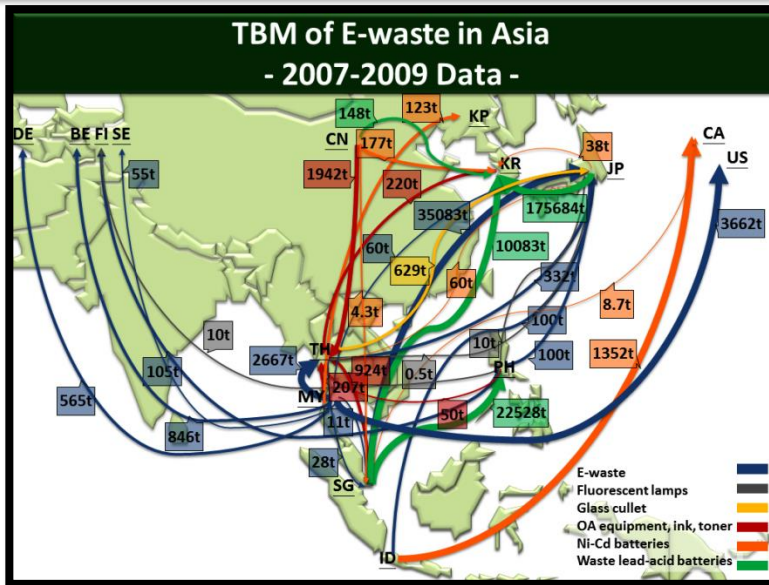 TBM of E-waste in Asia
- 2007-2009 Data -
148t
123t
KP
DE
BE FI SE
CN
177t
KR
38t
JP
CA
US
55t
1942t
220t
35083t
175684t
3662t
60t
10083t
629t
60t
332t
4.3t
8.7t
100t
10t
2667t
TH
924t
0.5t
10t
PH
100t
1352t
565t
105t
MY
207t
846t
11t
50t
22528t
28t
SG
ID
E-waste
Fluorescent lamps
Glass cullet
OA equipment, ink, toner
Ni-Cd batteries
Waste lead-acid batteries